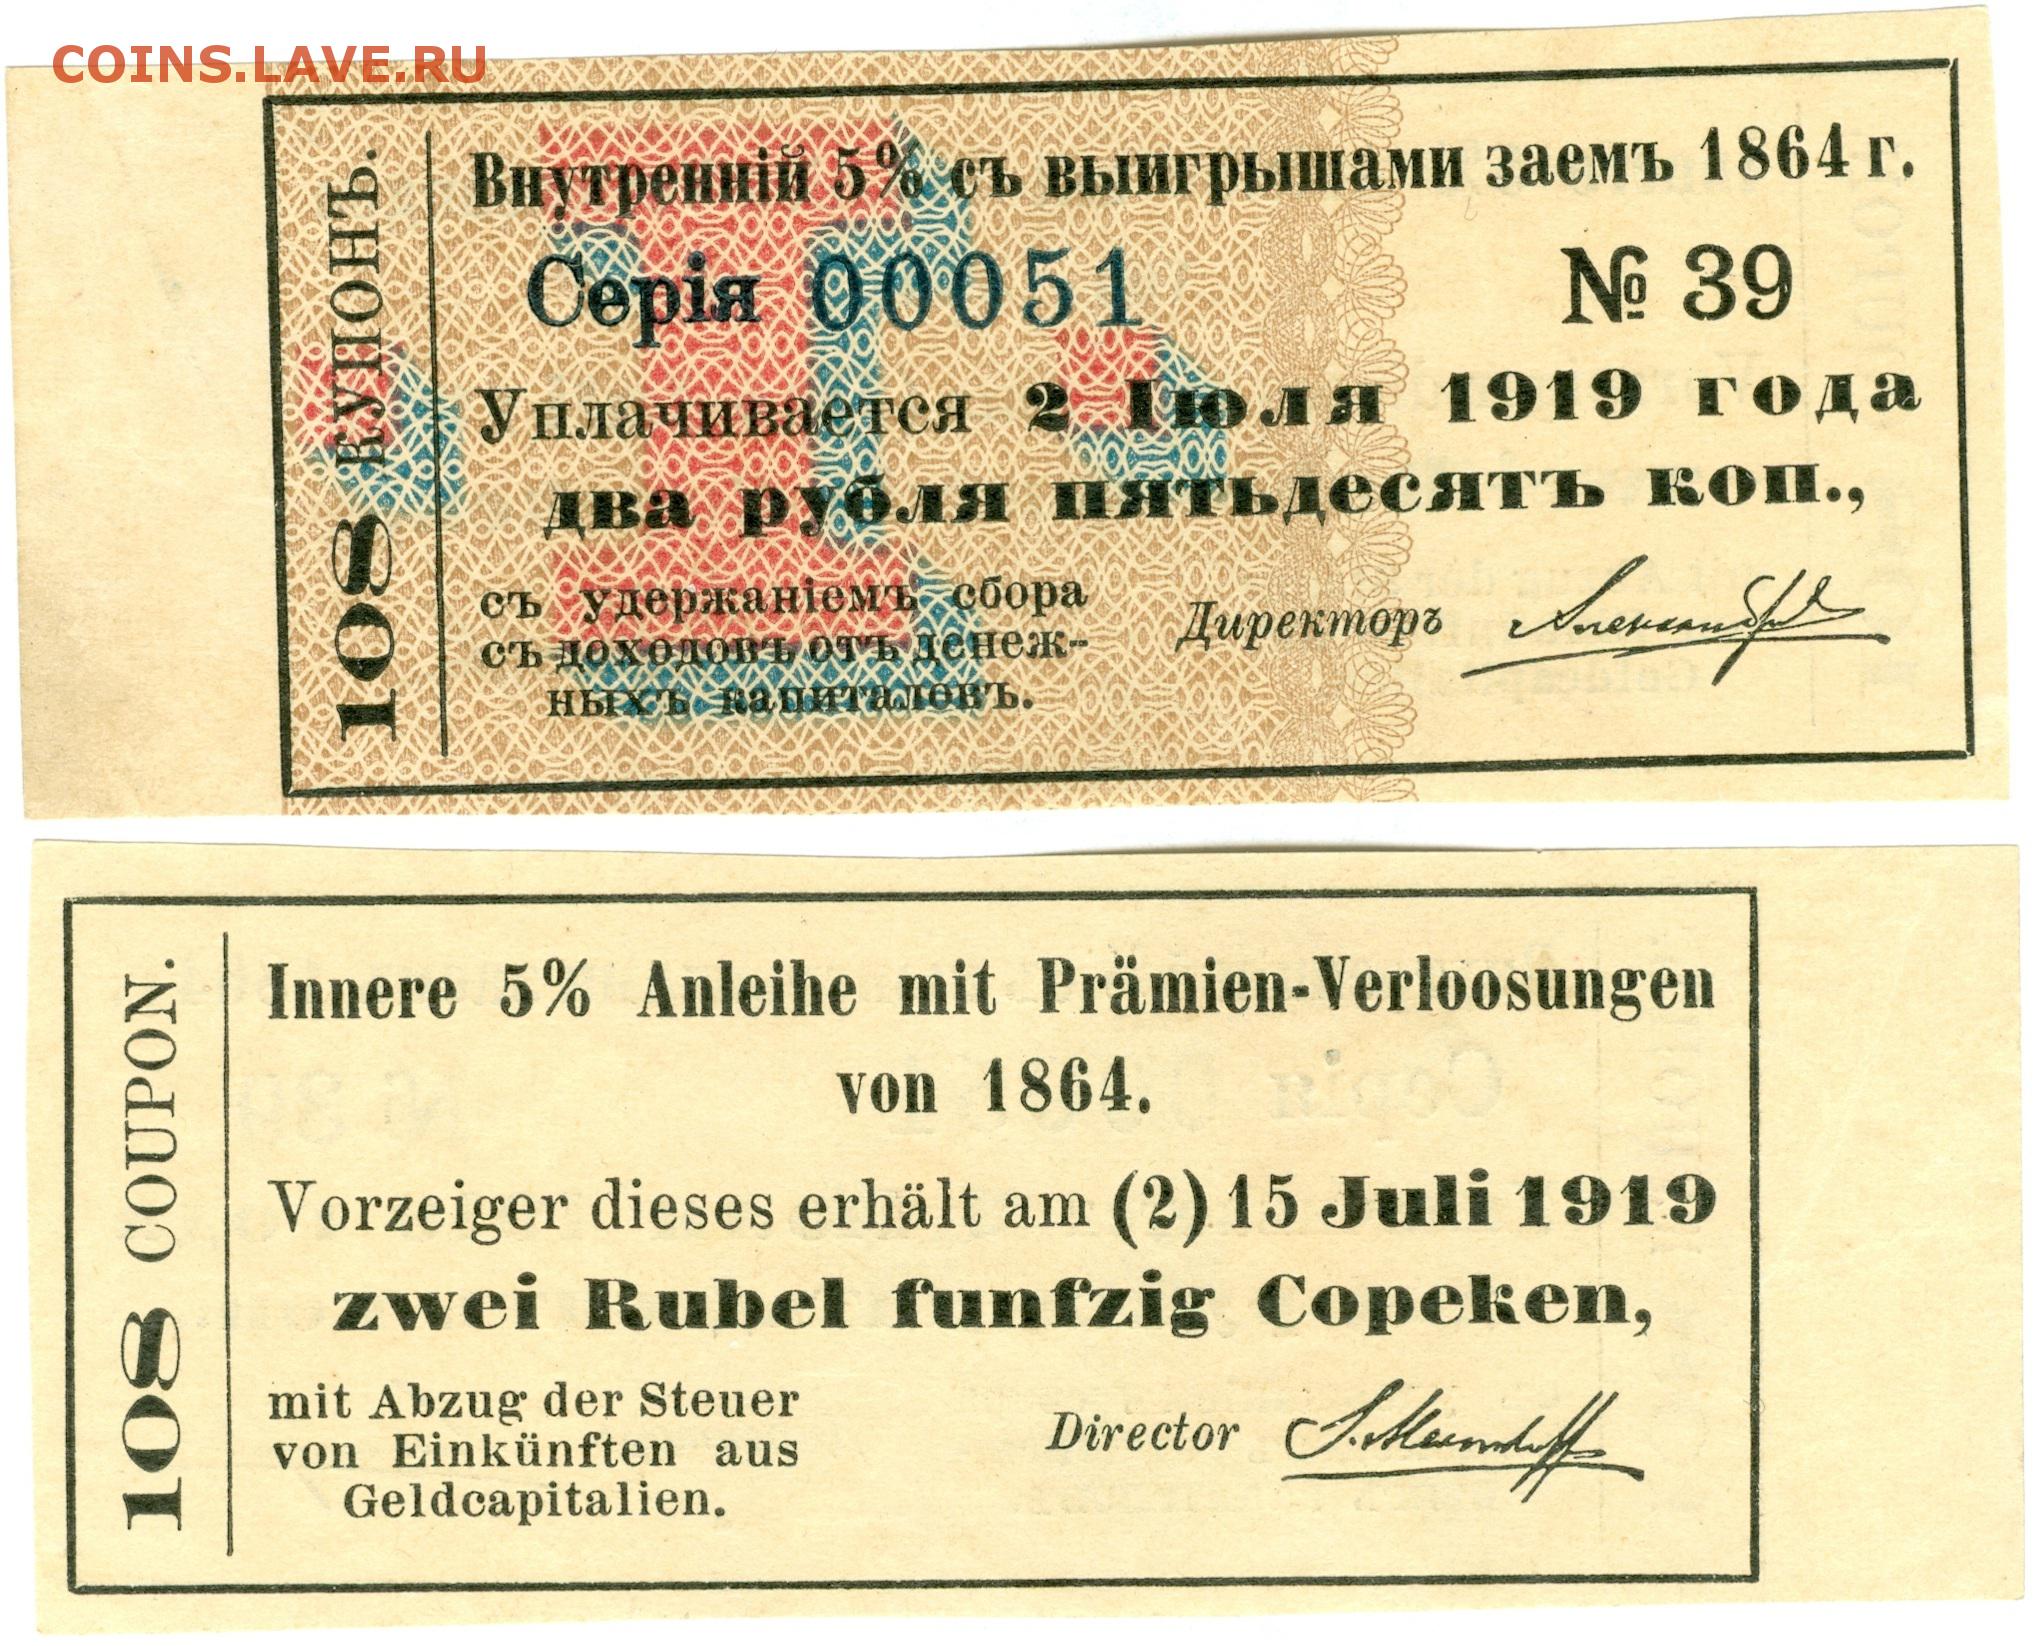 COINS.LAVE.RU
108 КУПОНЪ.
Внутренній 5% съ выигрышами заемъ 1864 г.
Серія 00051 № 39
Уплачивается 2 Іюля 1919 года
два рубля пятьдесятъ коп.,
съ удержаніемъ сбора
съ доходовъ отъ денеж-
ныхъ капиталовъ.
Директоръ
108 COUPON.
Innere 5% Anleihe mit Prämien-Verloosungen
von 1864.
Vorzeiger dieses erhält am (2) 15 Juli 1919
zwei Rubel funfzig Copeken,
mit Abzug der Steuer
von Einkünften aus
Geldcapitalien.
Director